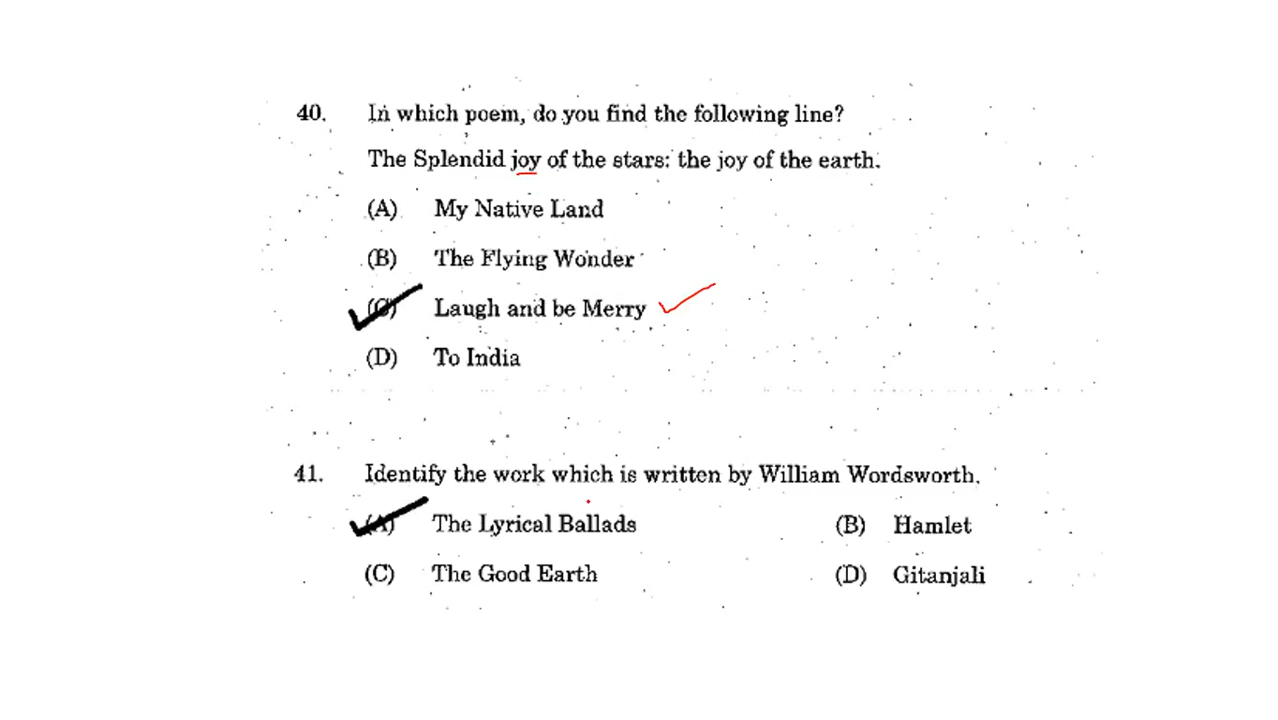 40. In which poem, do you find the following line?
The Splendid joy of the stars: the joy of the earth.
(A) My Native Land
(B) The Flying Wonder
(C) Laugh and be Merry
(D) To India
41. Identify the work which is written by William Wordsworth.
(A) The Lyrical Ballads (B) Hamlet
(C) The Good Earth (D) Gitanjali